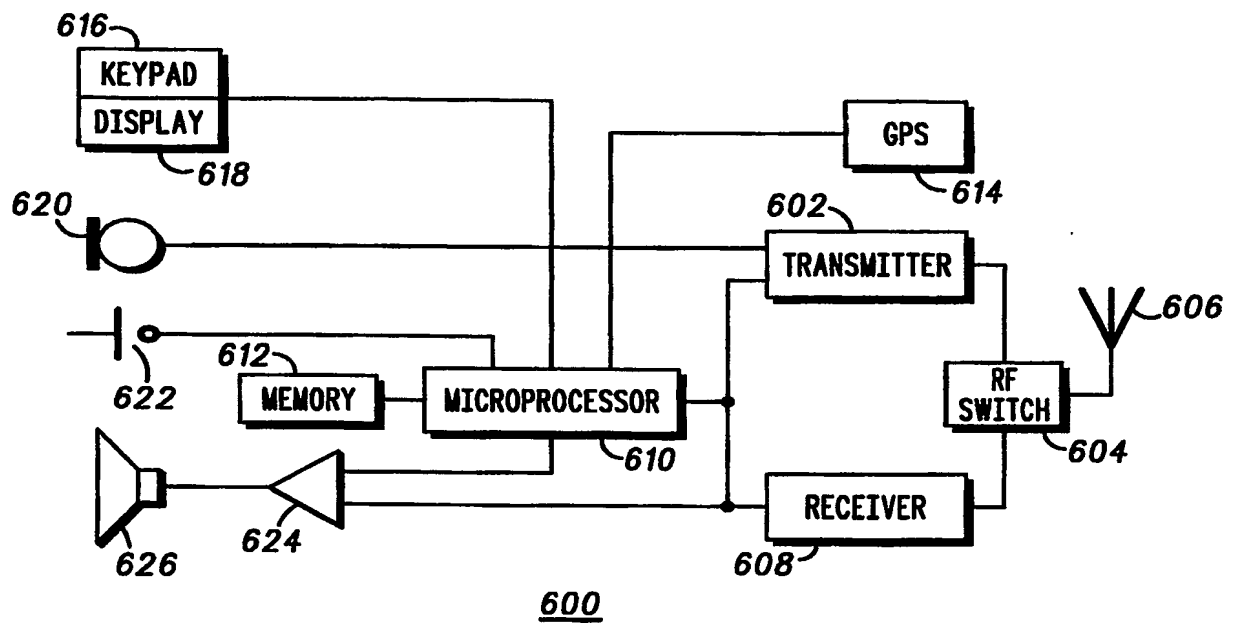 616
KEYPAD
DISPLAY
618
GPS
614
620
602
TRANSMITTER
606
622
612
MEMORY
MICROPROCESSOR
610
RF
SWITCH
604
624
626
RECEIVER
608
600